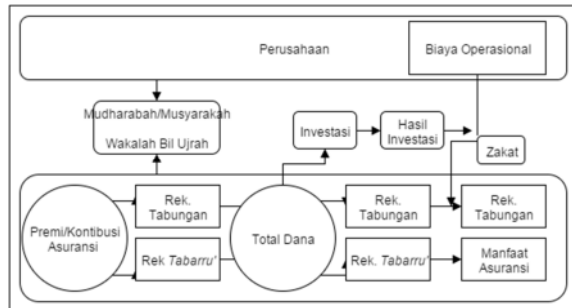 Perusahaan
Biaya Operasional
Mudharabah/Musyarakah
Wakalah Bil Ujrah
Investasi
Hasil
Investasi
Zakat
Premi/Kontibusi
Asuransi
Rek.
Tabungan
Rek Tabarru'
Total Dana
Rek.
Tabungan
Rek. Tabarru'
Rek.
Tabungan
Manfaat
Asuransi